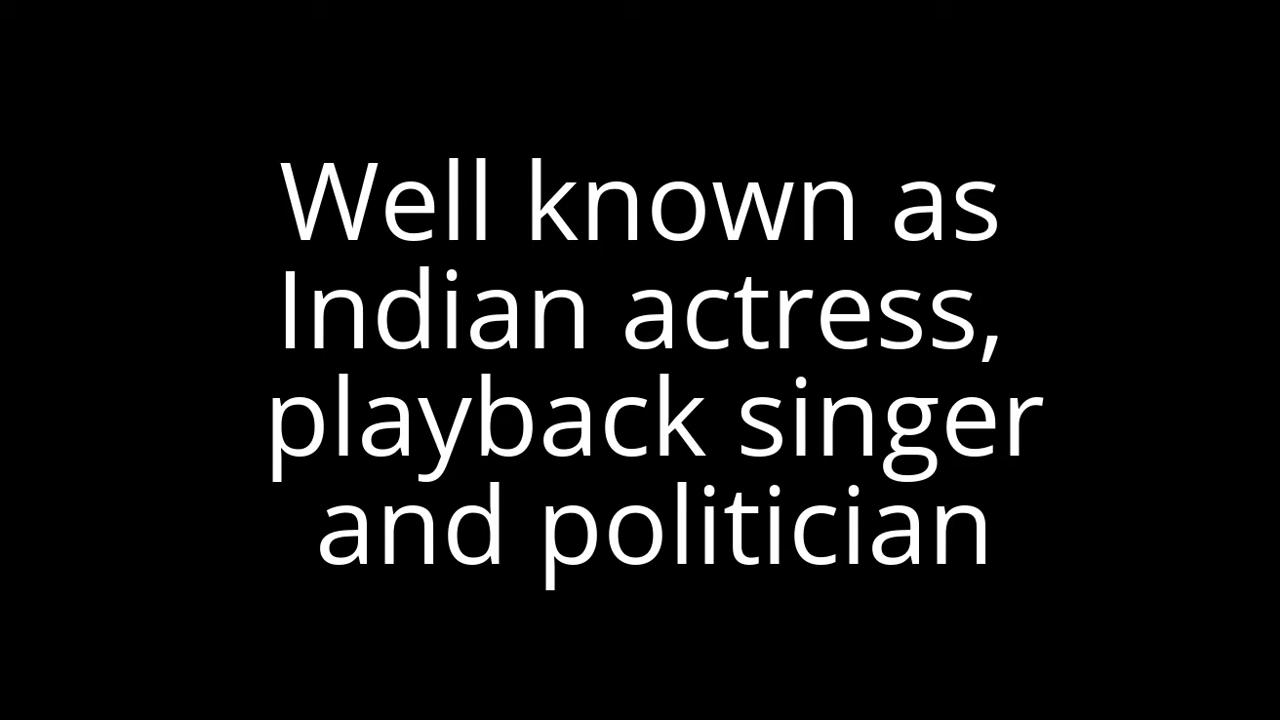 Well known as
Indian actress,
playback singer
and politician